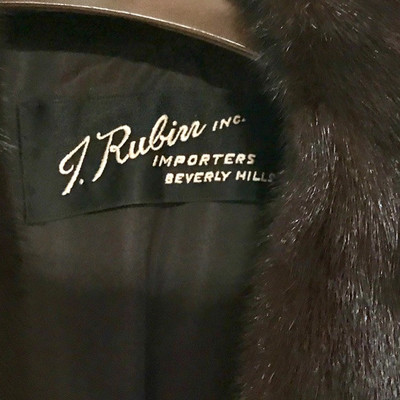 J. Rubin INC.
IMPORTERS
BEVERLY HILLS